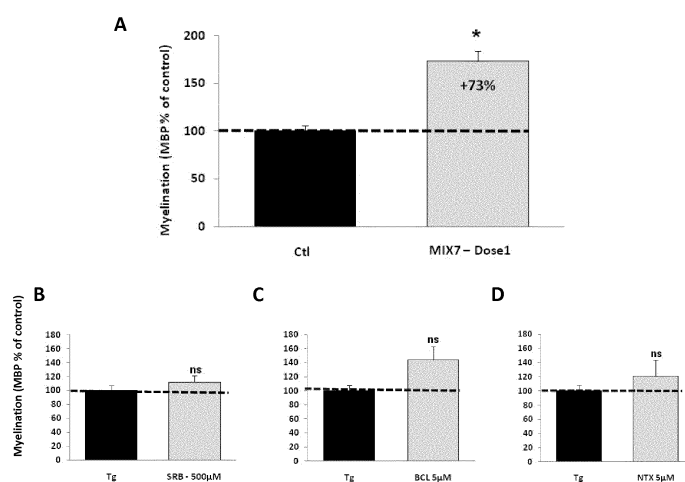 A
Myelination (MBP % of control)
200
150
100
50
0
*
+73%
Ctl
MIX7 – Dose1
B
C
D
Myelination (MBP % of control)
180
160
140
120
100
80
60
40
20
0
ns
Tg
SRB - 500µM
180
160
140
120
100
80
60
40
20
0
ns
Tg
BCL 5µM
180
160
140
120
100
80
60
40
20
0
ns
Tg
NTX 5µM